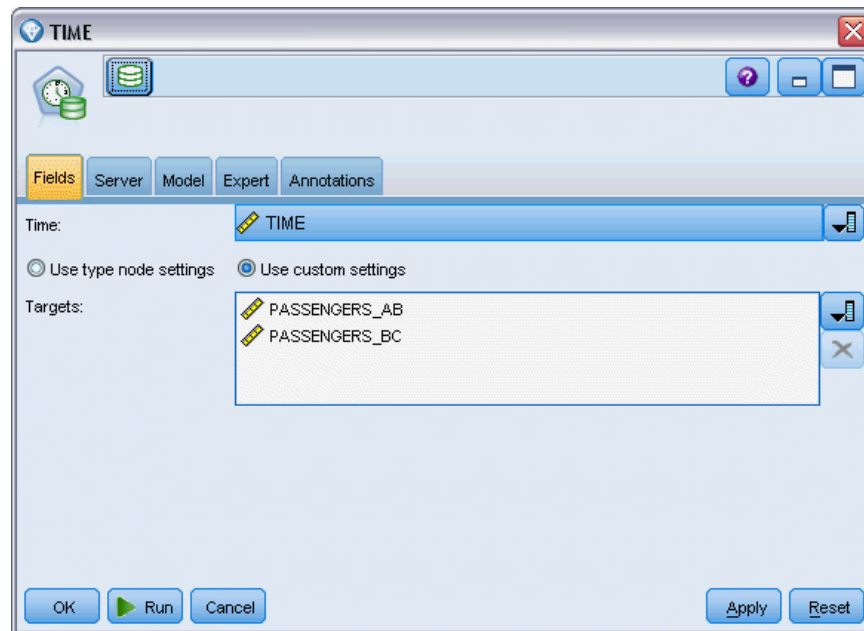 TIME
Fields Server Model Expert Annotations
Time: TIME
Use type node settings Use custom settings
Targets: PASSENGERS_AB
PASSENGERS_BC
OK Run Cancel Apply Reset